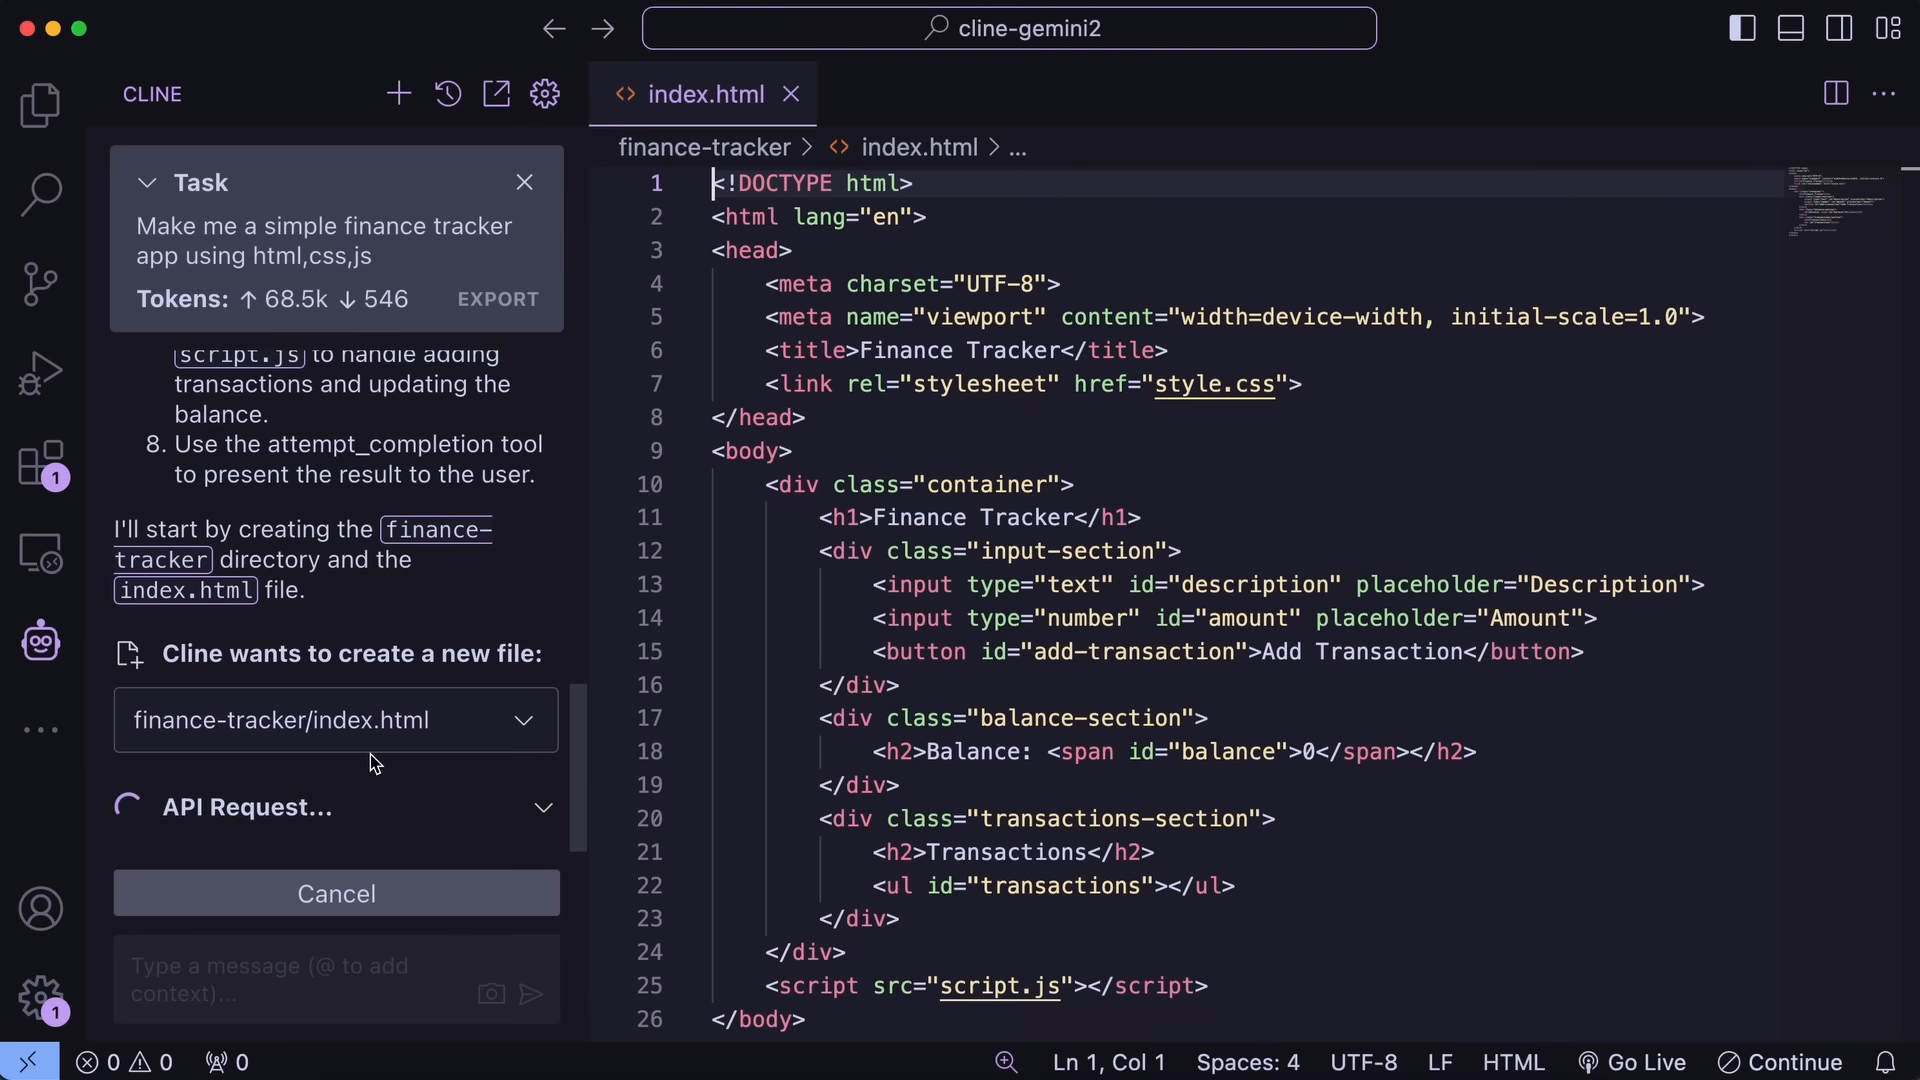 cline-gemini2
CLINE
index.html
finance-tracker > index.html > ...
Task
Make me a simple finance tracker
app using html,css,js
Tokens: ↑ 68.5k ↓ 546 EXPORT
script.js to handle adding
transactions and updating the
balance.
8. Use the attempt_completion tool
to present the result to the user.
I'll start by creating the finance-
tracker directory and the
index.html file.
Cline wants to create a new file:
finance-tracker/index.html
API Request...
Cancel
Type a message (@ to add
context)...
1
1
1 <!DOCTYPE html>
2 <html lang="en">
3 <head>
4 <meta charset="UTF-8">
5 <meta name="viewport" content="width=device-width, initial-scale=1.0">
6 <title>Finance Tracker</title>
7 <link rel="stylesheet" href="style.css">
8 </head>
9 <body>
10 <div class="container">
11 <h1>Finance Tracker</h1>
12 <div class="input-section">
13 <input type="text" id="description" placeholder="Description">
14 <input type="number" id="amount" placeholder="Amount">
15 <button id="add-transaction">Add Transaction</button>
16 </div>
17 <div class="balance-section">
18 <h2>Balance: <span id="balance">0</span></h2>
19 </div>
20 <div class="transactions-section">
21 <h2>Transactions</h2>
22 <ul id="transactions"></ul>
23 </div>
24 </div>
25 <script src="script.js"></script>
26 </body>
0 0 0 Ln 1, Col 1 Spaces: 4 UTF-8 LF HTML Go Live Continue